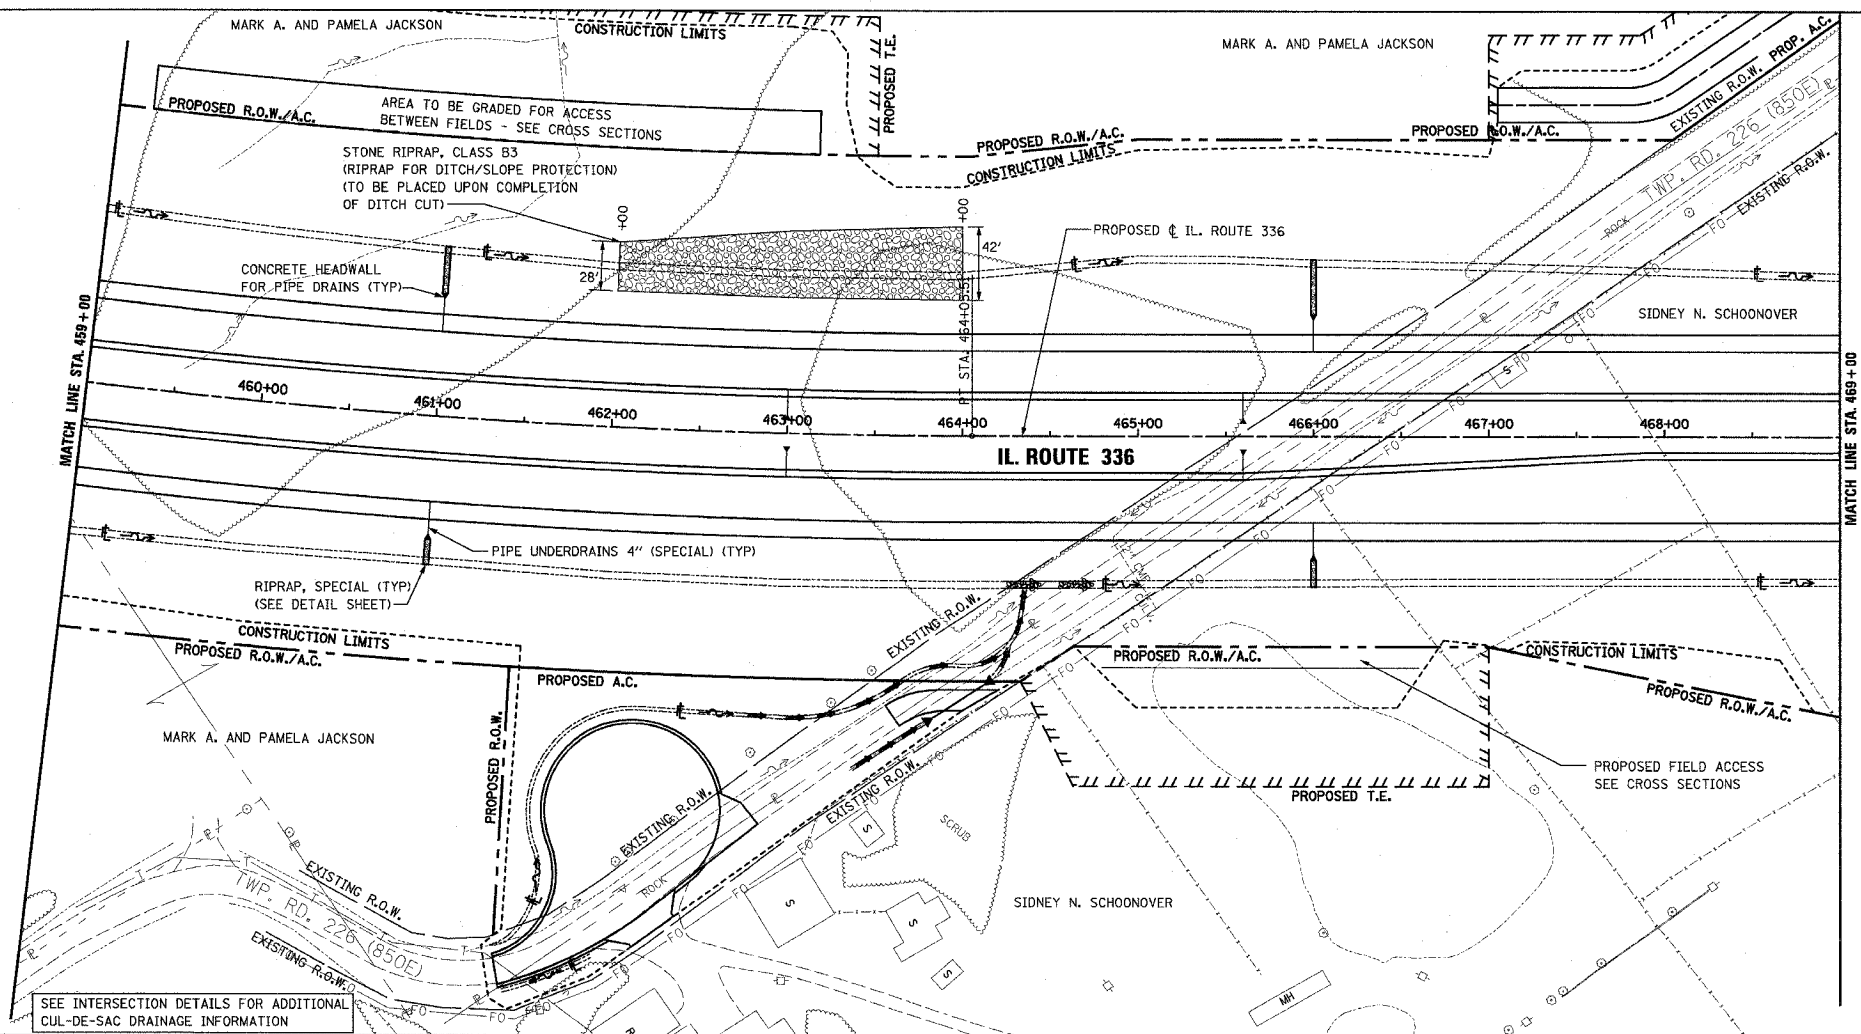 MARK A. AND PAMELA JACKSON
CONSTRUCTION LIMITS
PROPOSED T.E.
MARK A. AND PAMELA JACKSON
EXISTING R.O.W.
PROP. A.C.
TWP. RD. 226 (850E)
EXISTING R.O.W.
ROCK
PROPOSED R.O.W./A.C.
AREA TO BE GRADED FOR ACCESS
BETWEEN FIELDS - SEE CROSS SECTIONS
PROPOSED R.O.W./A.C.
CONSTRUCTION LIMITS
PROPOSED R.O.W./A.C.
STONE RIPRAP, CLASS B3
(RIPRAP FOR DITCH/SLOPE PROTECTION)
(TO BE PLACED UPON COMPLETION
OF DITCH CUT)
+00
+00
28'
42'
PROPOSED ℄ IL. ROUTE 336
CONCRETE HEADWALL
FOR PIPE DRAINS (TYP)
SIDNEY N. SCHOONOVER
MATCH LINE STA. 459+00
MATCH LINE STA. 469+00
460+00
461+00
462+00
463+00
464+00
465+00
466+00
467+00
468+00
IL. ROUTE 336
PIPE UNDERDRAINS 4" (SPECIAL) (TYP)
RIPRAP, SPECIAL (TYP)
(SEE DETAIL SHEET)
EXISTING R.O.W.
CONSTRUCTION LIMITS
PROPOSED R.O.W./A.C.
PROPOSED A.C.
PROPOSED R.O.W./A.C.
CONSTRUCTION LIMITS
PROPOSED R.O.W./A.C.
MARK A. AND PAMELA JACKSON
PROPOSED R.O.W.
EXISTING R.O.W.
EXISTING R.O.W.
ROCK
PROPOSED T.E.
PROPOSED FIELD ACCESS
SEE CROSS SECTIONS
SCRUB
S
S
S
S
S
SIDNEY N. SCHOONOVER
MH
EXISTING R.O.W.
TWP. RD. 226 (850E)
EXISTING R.O.W.
SEE INTERSECTION DETAILS FOR ADDITIONAL
CUL-DE-SAC DRAINAGE INFORMATION